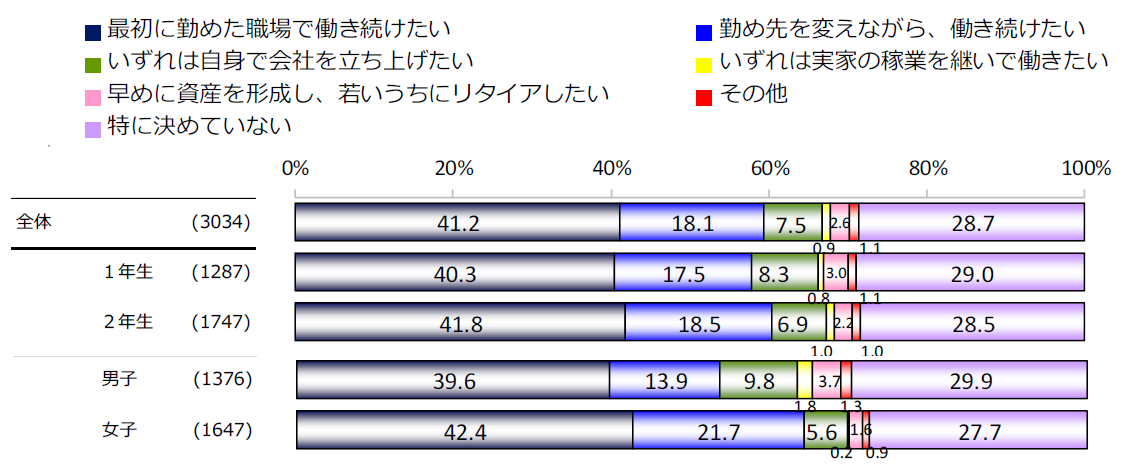 最初に勤めた職場で働き続けたい 勤め先を変えながら、働き続けたい
いずれは自身で会社を立ち上げたい いずれは実家の稼業を継いで働きたい
早めに資産を形成し、若いうちにリタイアしたい その他
特に決めていない
0% 20% 40% 60% 80% 100%
全体 (3034) 41.2 18.1 7.5 0.9 2.6 1.1 28.7
1年生 (1287) 40.3 17.5 8.3 0.8 3.0 1.1 29.0
2年生 (1747) 41.8 18.5 6.9 1.0 2.2 1.0 28.5
男子 (1376) 39.6 13.9 9.8 1.8 3.7 1.3 29.9
女子 (1647) 42.4 21.7 5.6 0.2 1.6 0.9 27.7